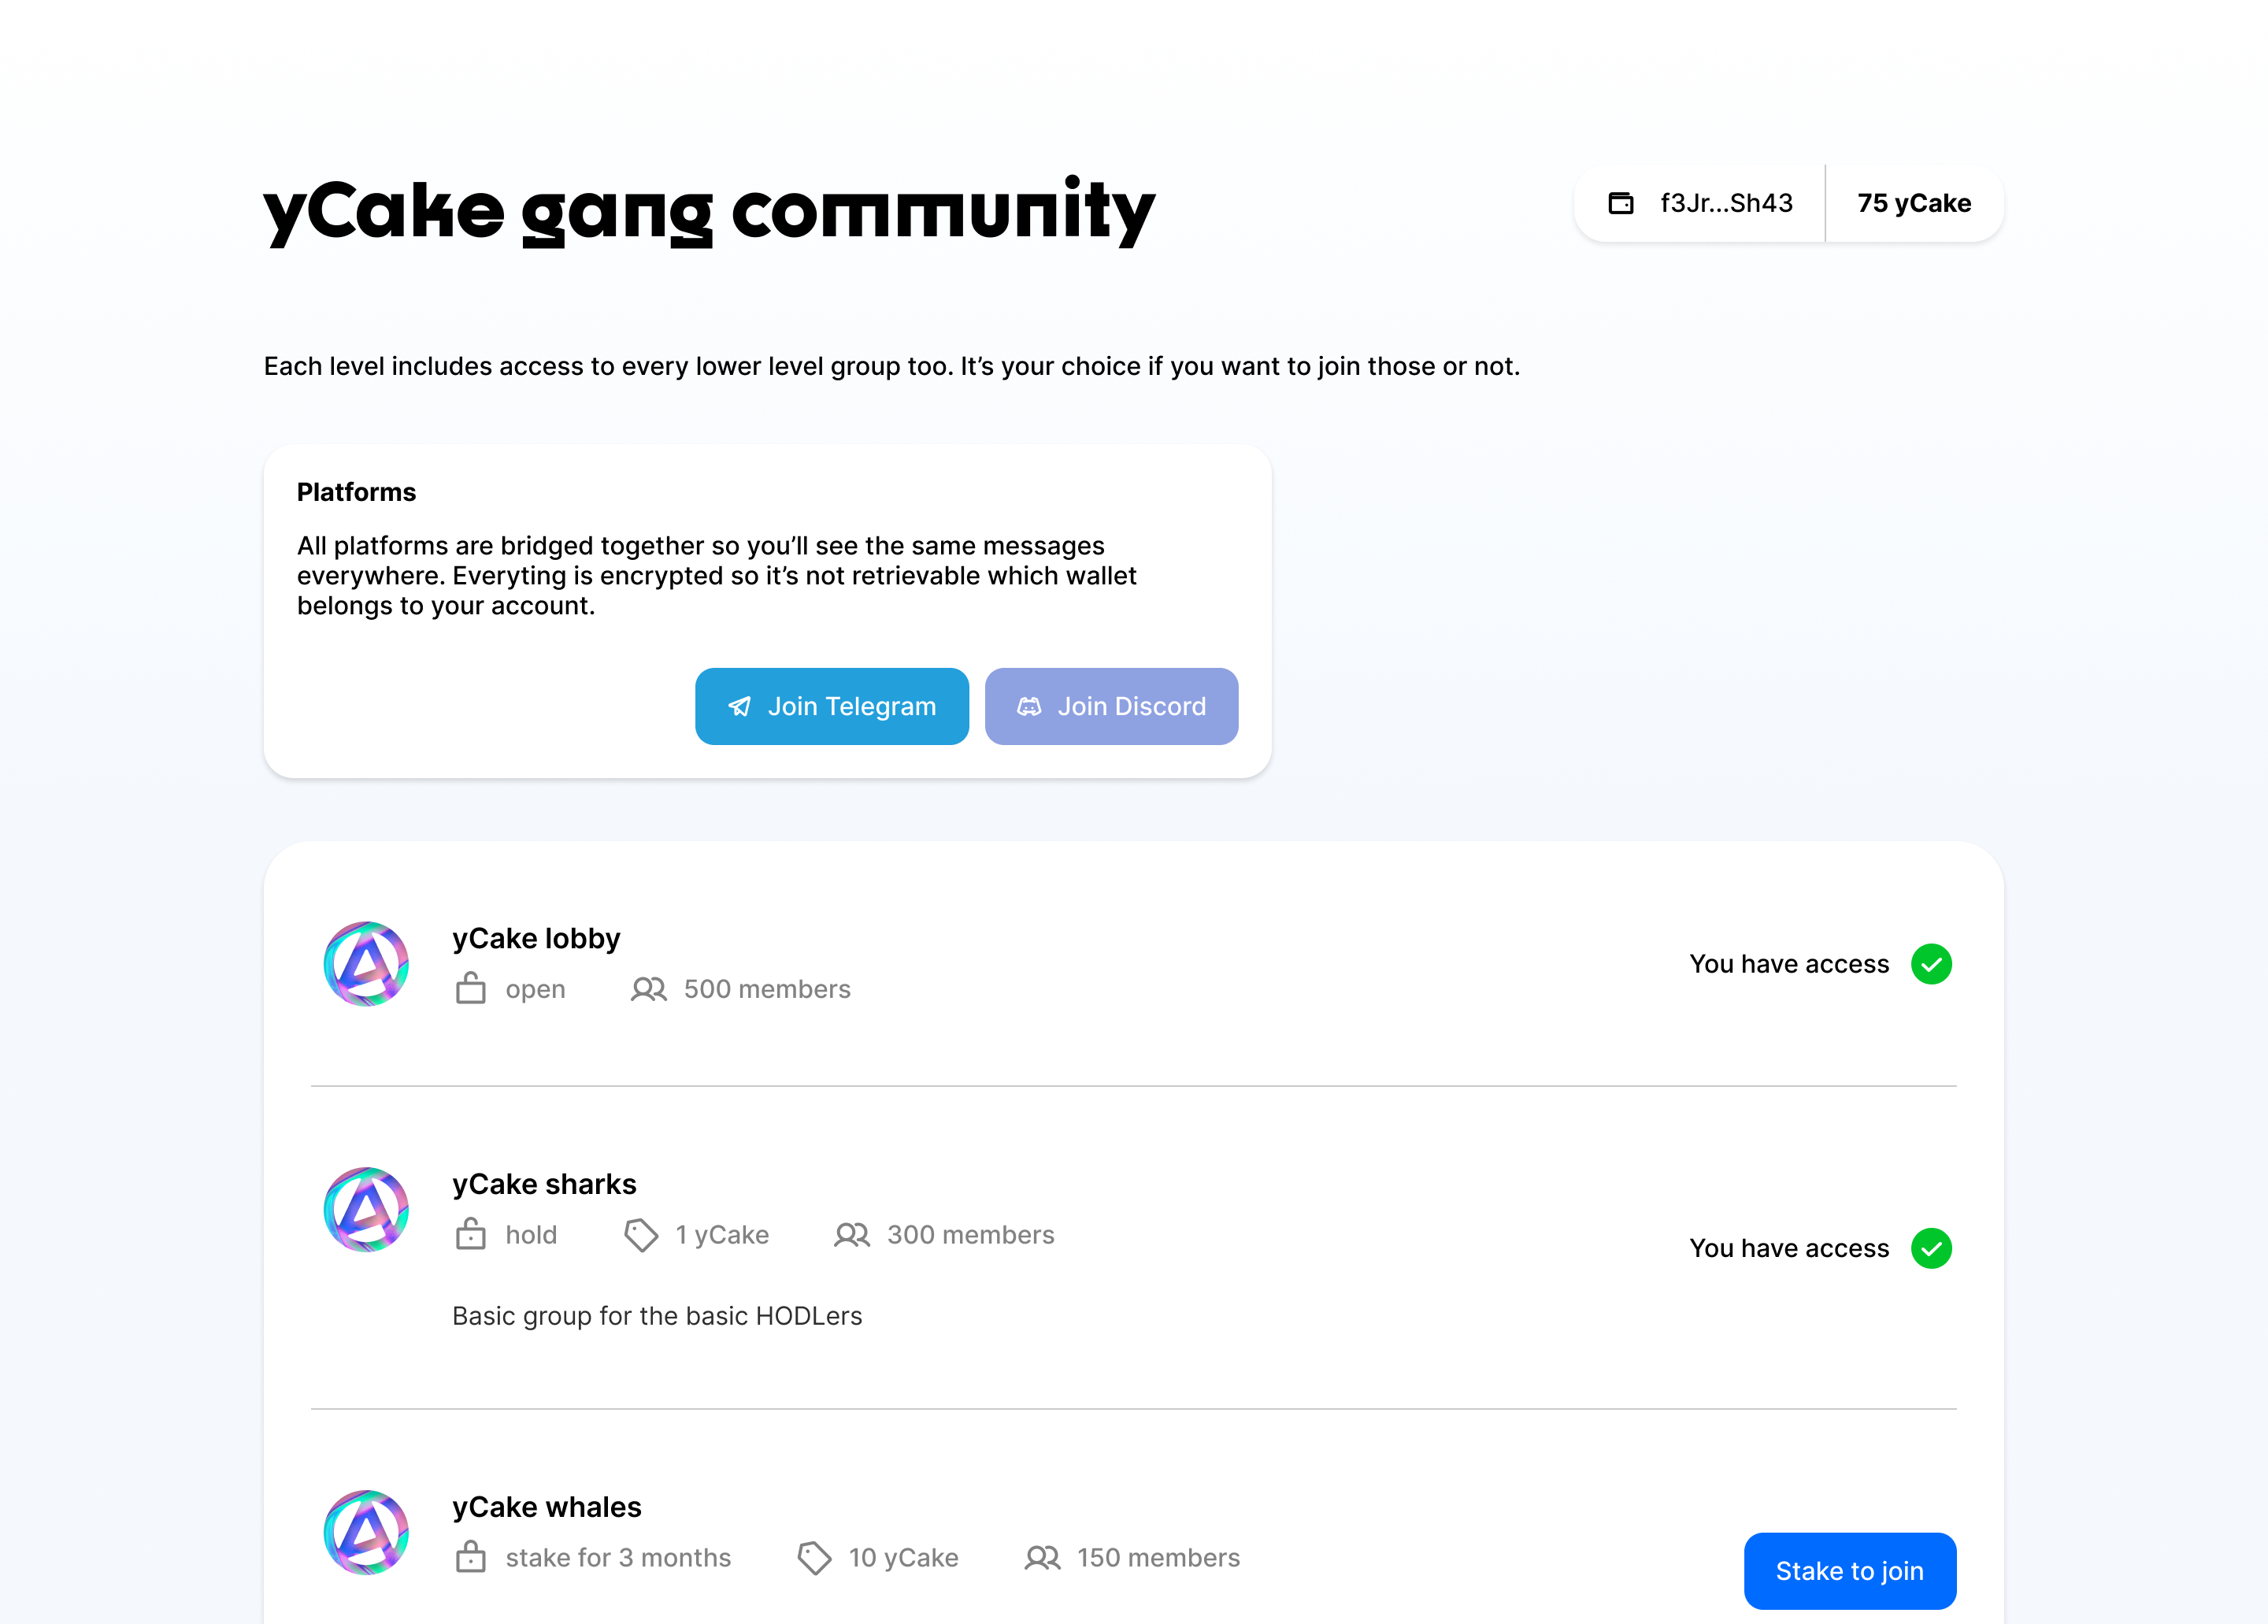 yCake gang community
f3Jr...Sh43
75 yCake
Each level includes access to every lower level group too. It’s your choice if you want to join those or not.
Platforms
All platforms are bridged together so you’ll see the same messages
everywhere. Everyting is encrypted so it’s not retrievable which wallet
belongs to your account.
Join Telegram
Join Discord
yCake lobby
open
500 members
You have access
yCake sharks
hold
1 yCake
300 members
You have access
Basic group for the basic HODLers
yCake whales
stake for 3 months
10 yCake
150 members
Stake to join